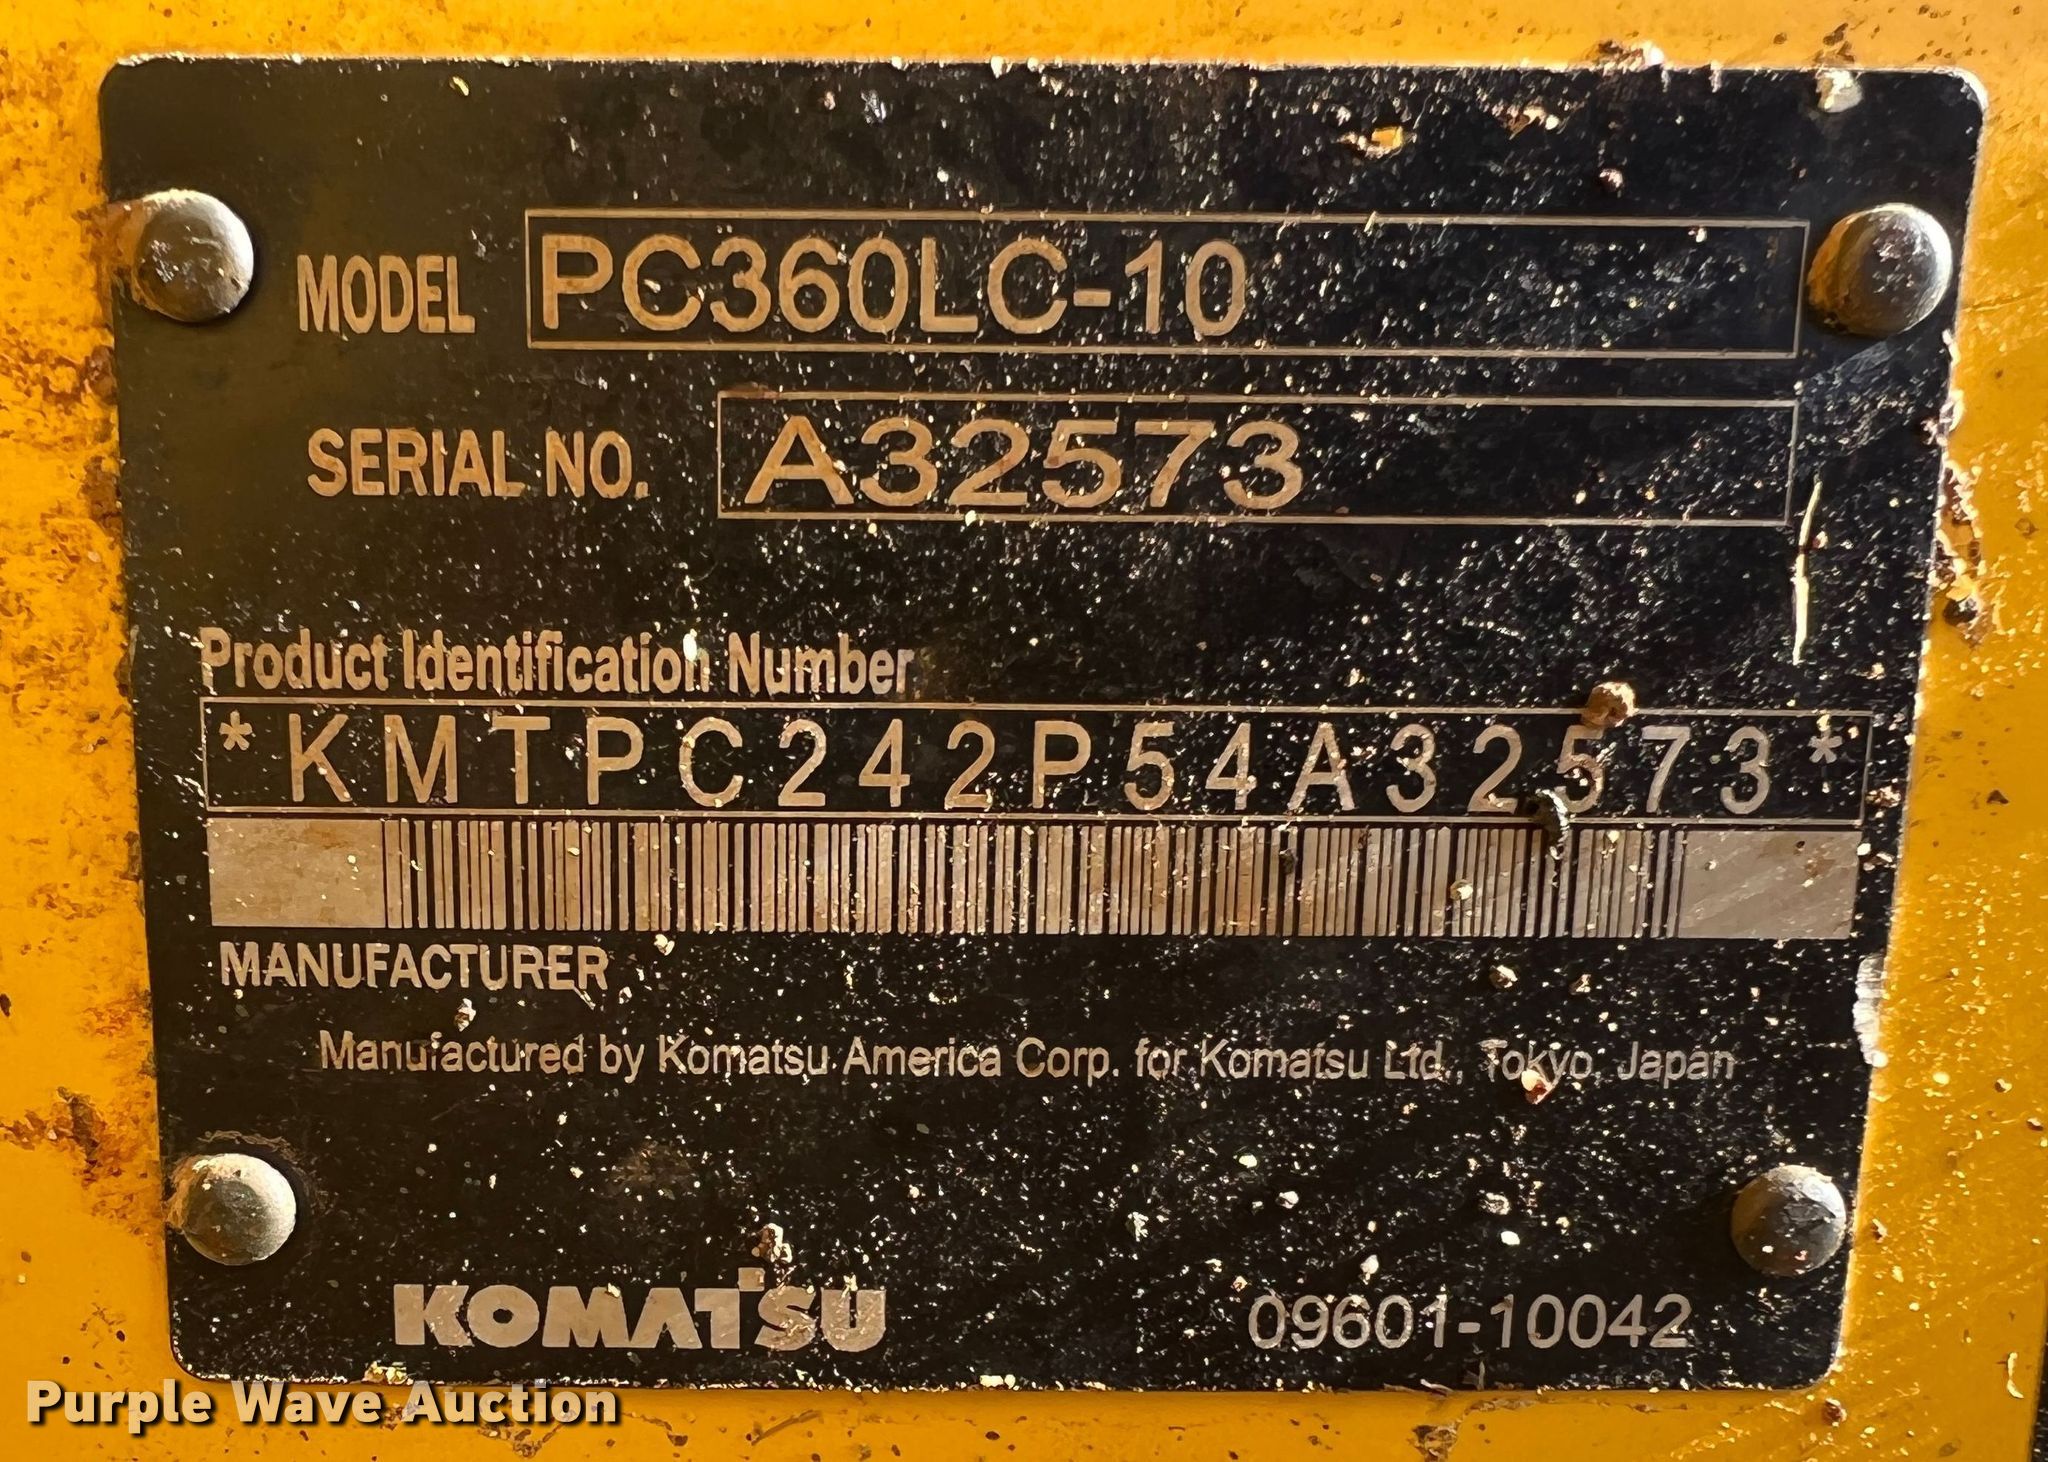 MODEL PC360LC-10
SERIAL NO. A32573
Product Identification Number
*KMTPC242P54A32573*
MANUFACTURER
Manufactured by Komatsu America Corp. for Komatsu Ltd., Tokyo, Japan
KOMATSU 09601-10042
Purple Wave Auction